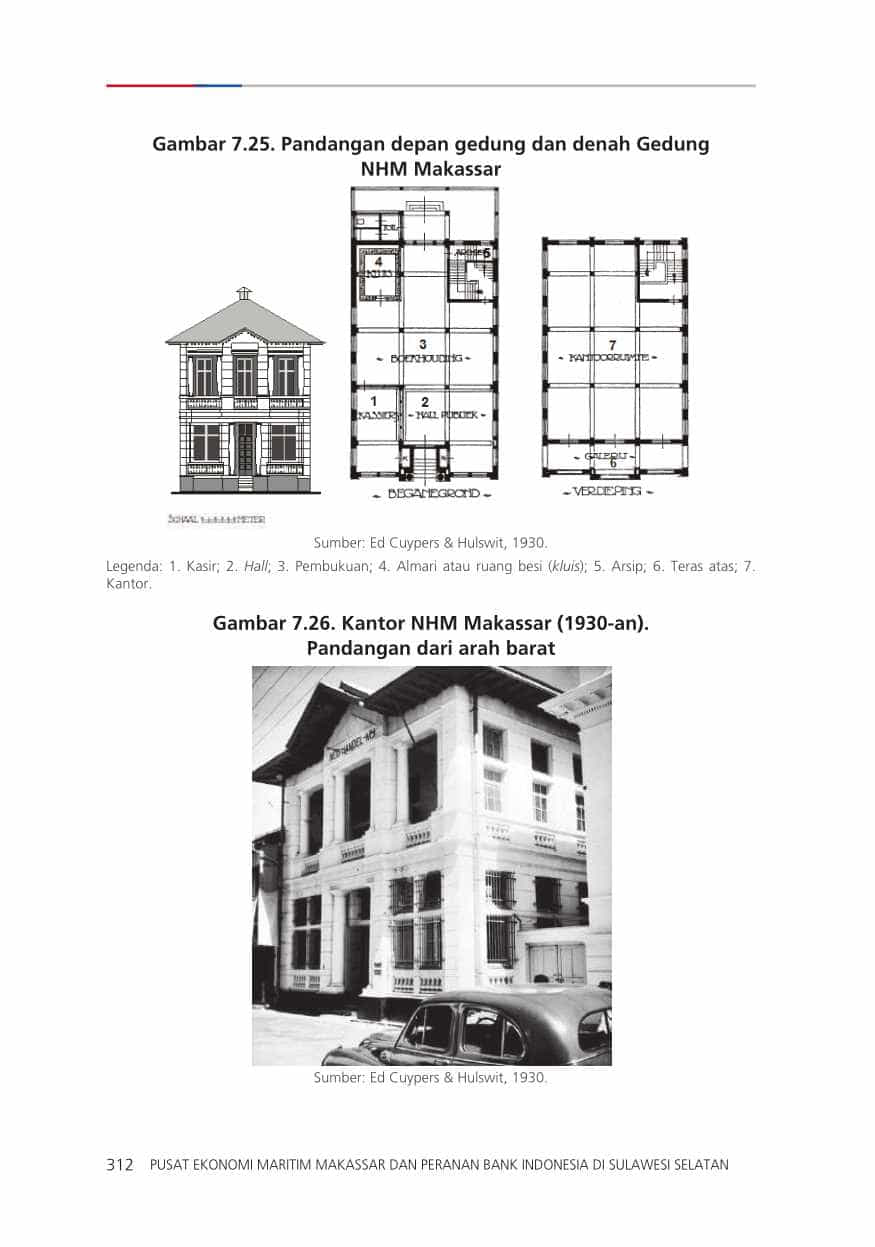 Gambar 7.25. Pandangan depan gedung dan denah Gedung
NHM Makassar
TOIL
ARCHIEF 5
4
KLUIS
3
BOEKHOUDING
7
KANTOORRUIMTE
1
2
KASSIERS
HALL PUBLIEK
GALERIJ
6
BEGANEGROND
VERDIEPING
SCHAAL METER
Sumber: Ed Cuypers & Hulswit, 1930.
Legenda: 1. Kasir; 2. Hall; 3. Pembukuan; 4. Almari atau ruang besi (kluis); 5. Arsip; 6. Teras atas; 7.
Kantor.
Gambar 7.26. Kantor NHM Makassar (1930-an).
Pandangan dari arah barat
NED HANDEL-MIJ
Sumber: Ed Cuypers & Hulswit, 1930.
312 PUSAT EKONOMI MARITIM MAKASSAR DAN PERANAN BANK INDONESIA DI SULAWESI SELATAN